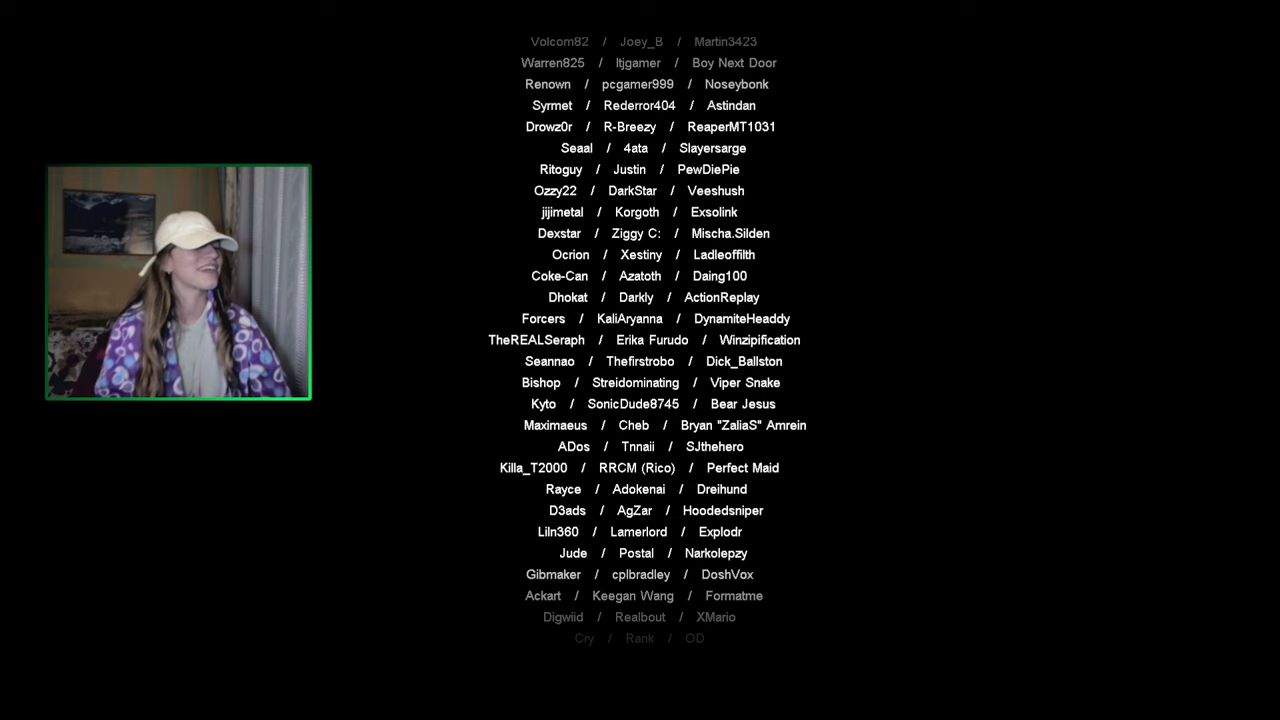 Volcom82 / Joey_B / Martin3423
Warren825 / ltjgamer / Boy Next Door
Renown / pcgamer999 / Noseybonk
Syrmet / Rederror404 / Astindan
Drowz0r / R-Breezy / ReaperMT1031
Seaal / 4ata / Slayersarge
Ritoguy / Justin / PewDiePie
Ozzy22 / DarkStar / Veeshush
jijimetal / Korgoth / Exsolink
Dexstar / Ziggy C: / Mischa.Silden
Ocrion / Xestiny / Ladleoffilth
Coke-Can / Azatoth / Daing100
Dhokat / Darkly / ActionReplay
Forcers / KaliAryanna / DynamiteHeaddy
TheREALSeraph / Erika Furudo / Winzipification
Seannao / Thefirstrobo / Dick_Ballston
Bishop / Streidominating / Viper Snake
Kyto / SonicDude8745 / Bear Jesus
Maximaeus / Cheb / Bryan "ZaliaS" Amrein
ADos / Tnnaii / SJthehero
Killa_T2000 / RRCM (Rico) / Perfect Maid
Rayce / Adokenai / Dreihund
D3ads / AgZar / Hoodedsniper
Liln360 / Lamerlord / Explodr
Jude / Postal / Narkolepzy
Gibmaker / cplbradley / DoshVox
Ackart / Keegan Wang / Formatme
Digwiid / Realbout / XMario
Cry / Rank / OD